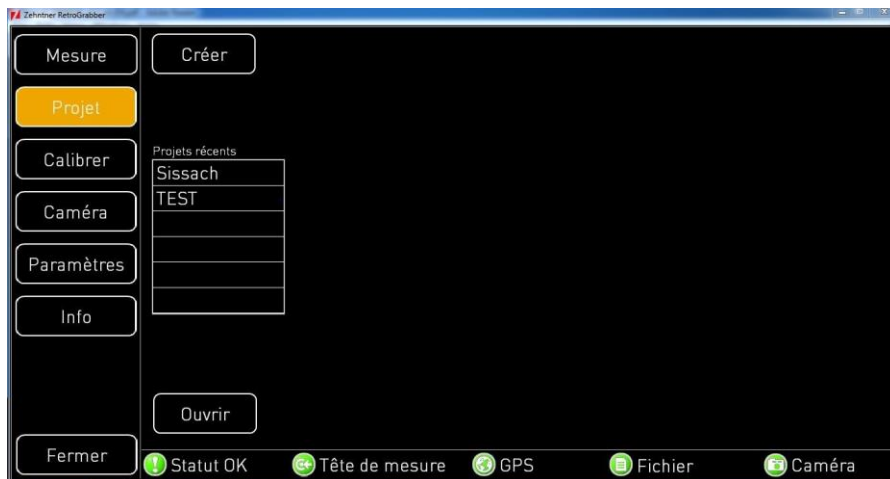 Zehntner RetroGrabber
Mesure
Créer
Projet
Calibrer
Projets récents
Sissach
TEST
Caméra
Paramètres
Info
Ouvrir
Fermer
Statut OK
Tête de mesure
GPS
Fichier
Caméra